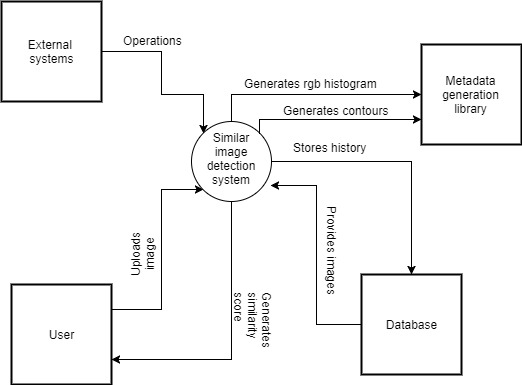 External
systems
Operations
Generates rgb histogram
Metadata
generation
library
Generates contours
Similar
image
detection
system
Stores history
Uploads
image
Provides images
Generates
similarity
score
User
Database